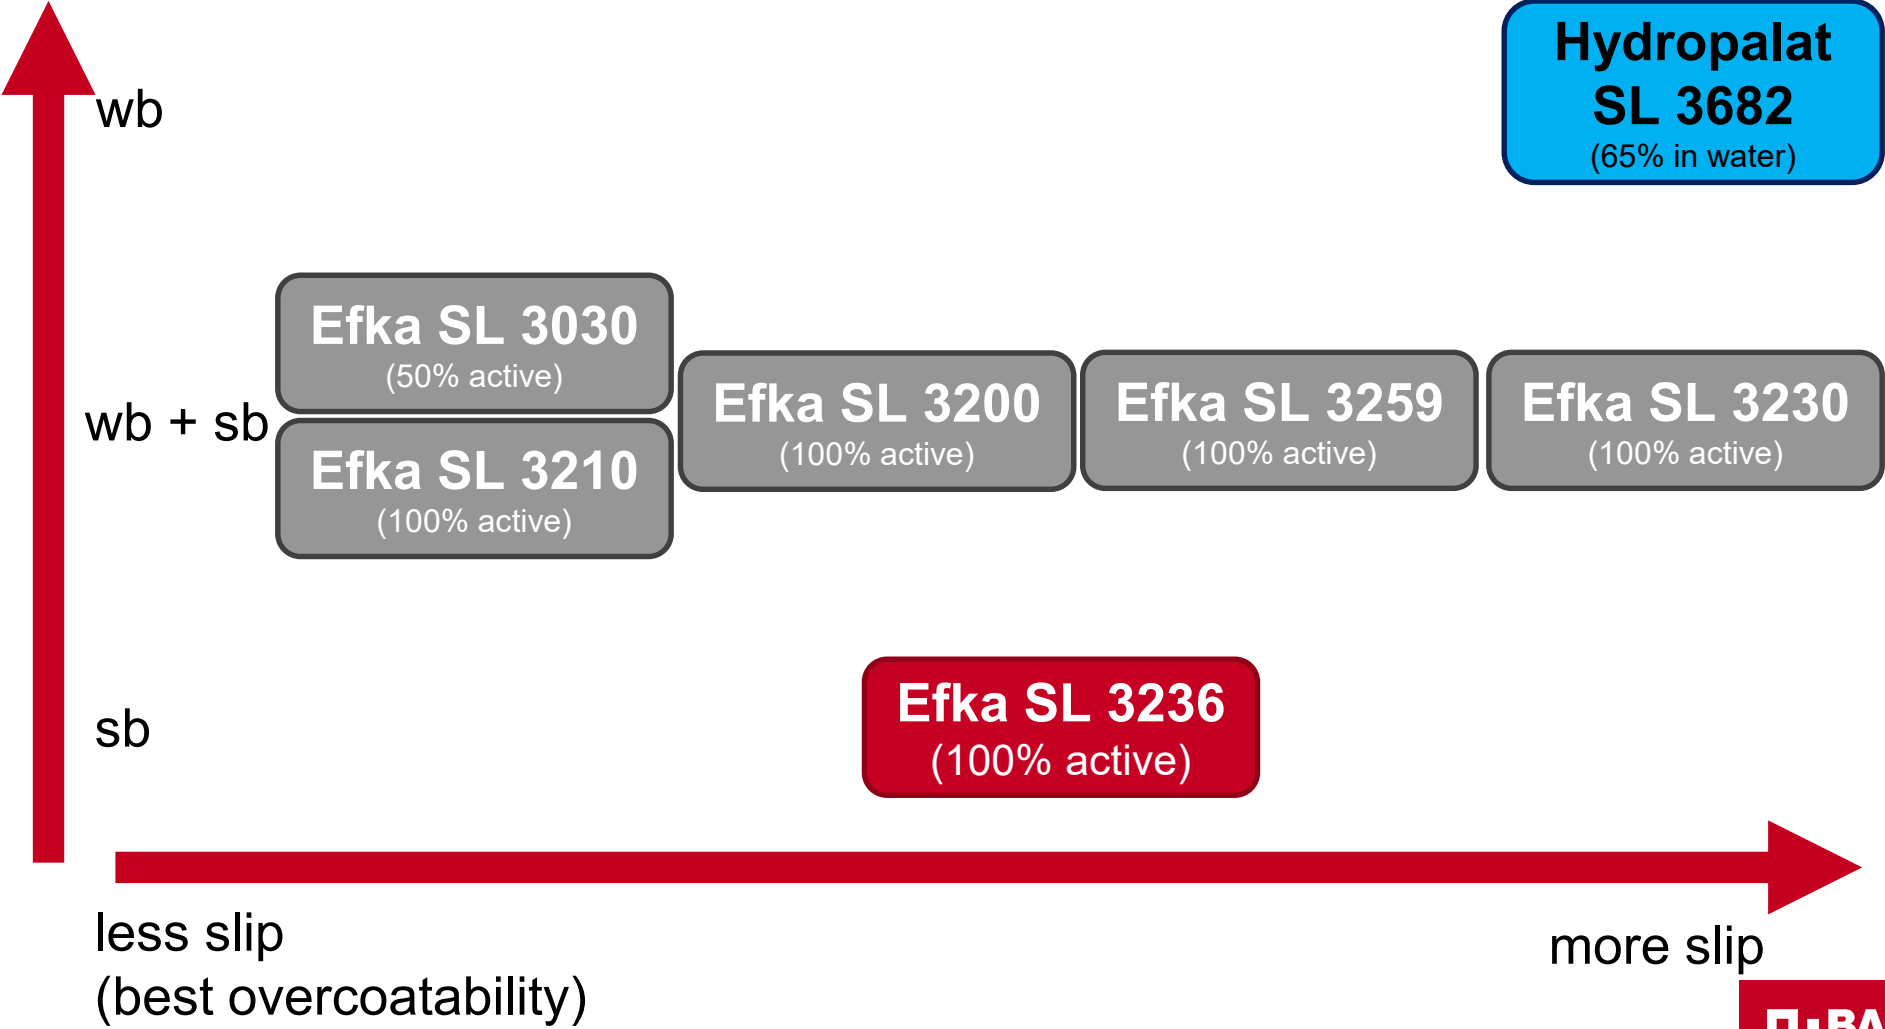 Hydropalat
SL 3682
(65% in water)
wb
Efka SL 3030
(50% active)
wb + sb
Efka SL 3210
(100% active)
Efka SL 3200
(100% active)
Efka SL 3259
(100% active)
Efka SL 3230
(100% active)
Efka SL 3236
(100% active)
sb
less slip
(best overcoatability)
more slip